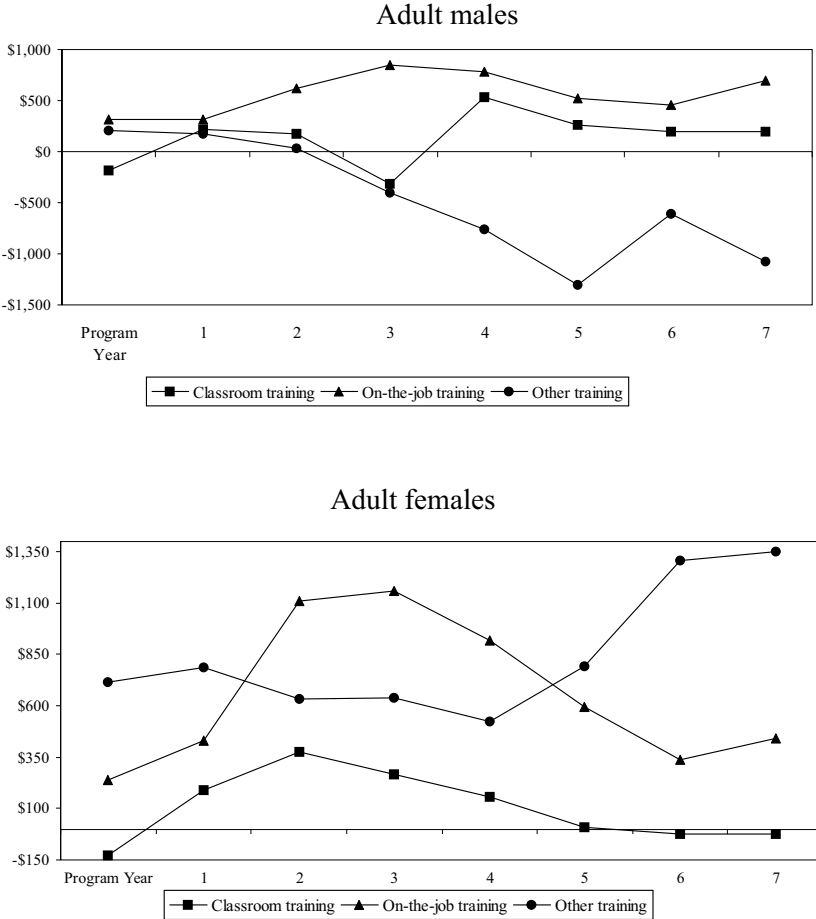 Adult males
$1,000
$500
$0
-$500
-$1,000
-$1,500
Program
Year
1 2 3 4 5 6 7
Classroom training On-the-job training Other training
Adult females
$1,350
$1,100
$850
$600
$350
$100
-$150
Program Year 1 2 3 4 5 6 7
Classroom training On-the-job training Other training